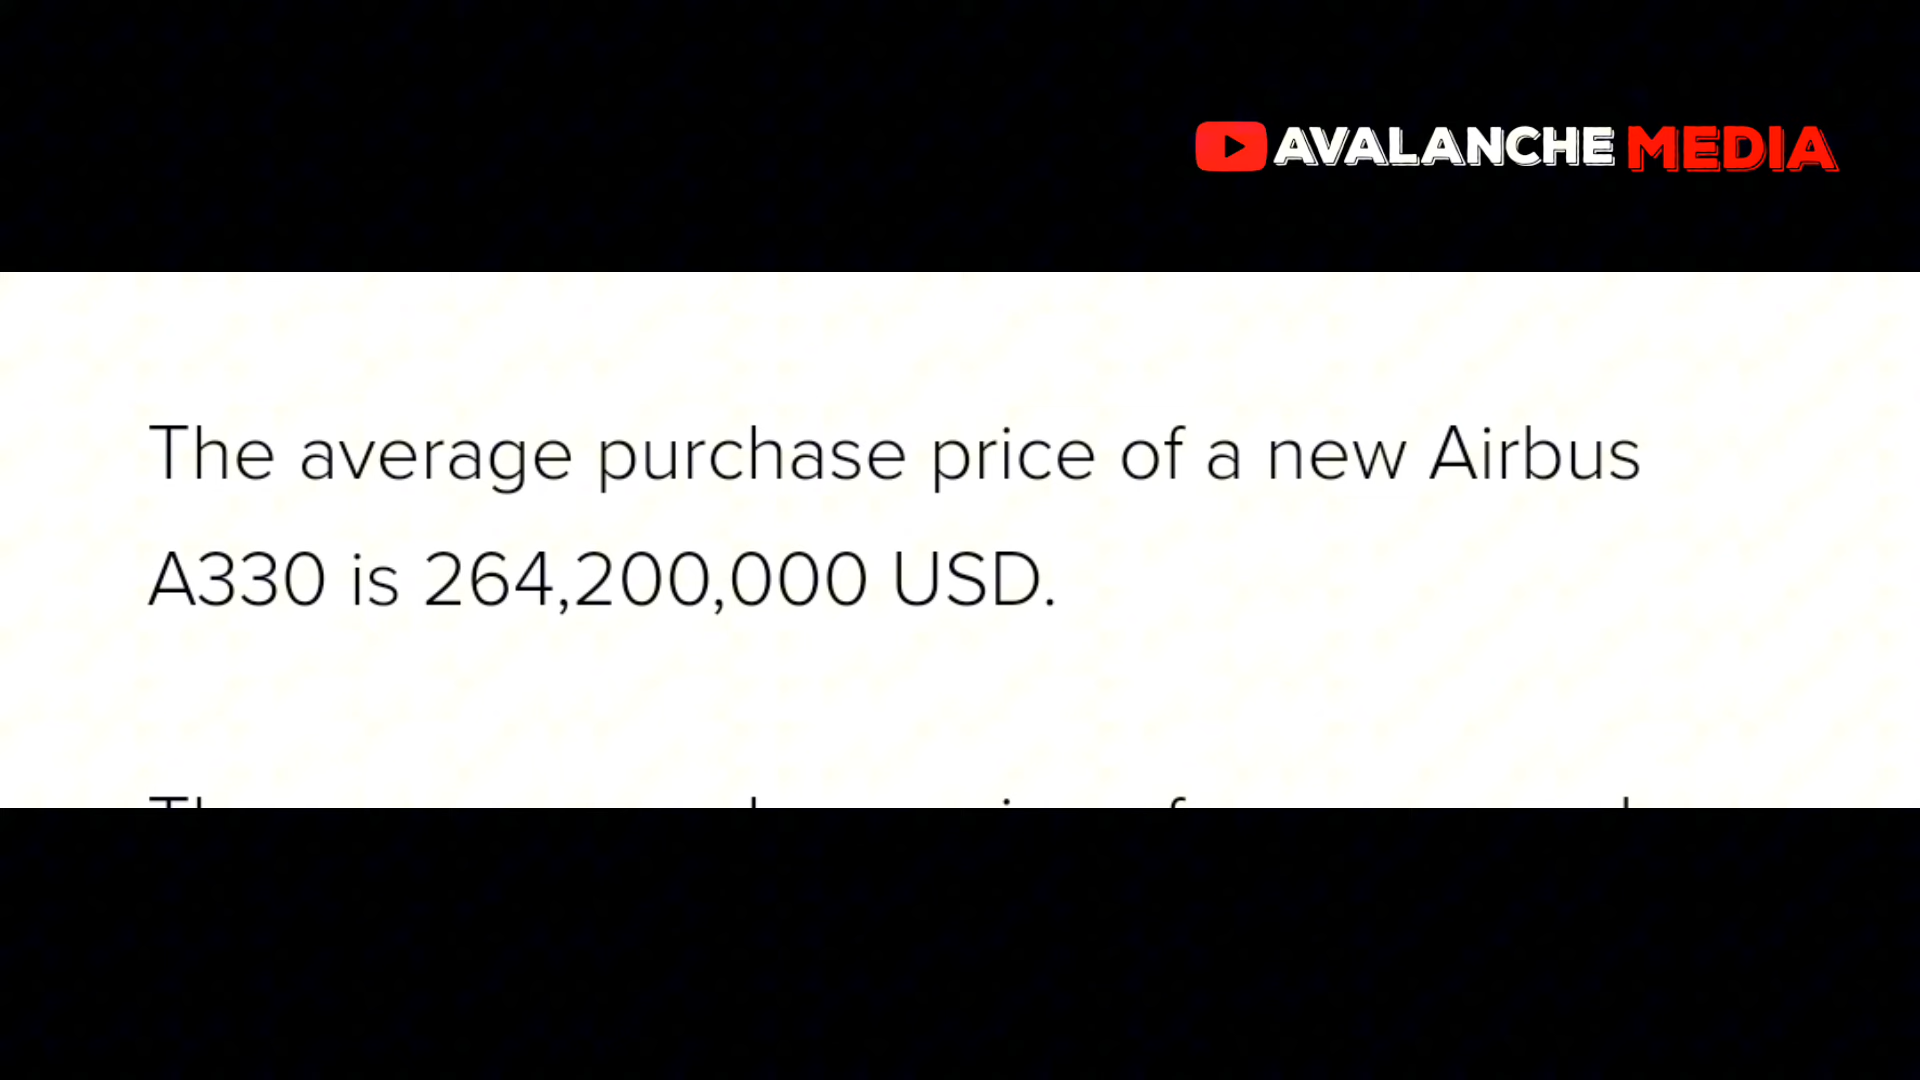 AVALANCHE MEDIA
The average purchase price of a new Airbus
A330 is 264,200,000 USD.